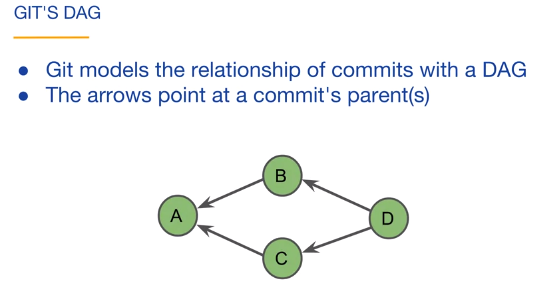 GIT'S DAG
● Git models the relationship of commits with a DAG
● The arrows point at a commit's parent(s)
B
A
D
C